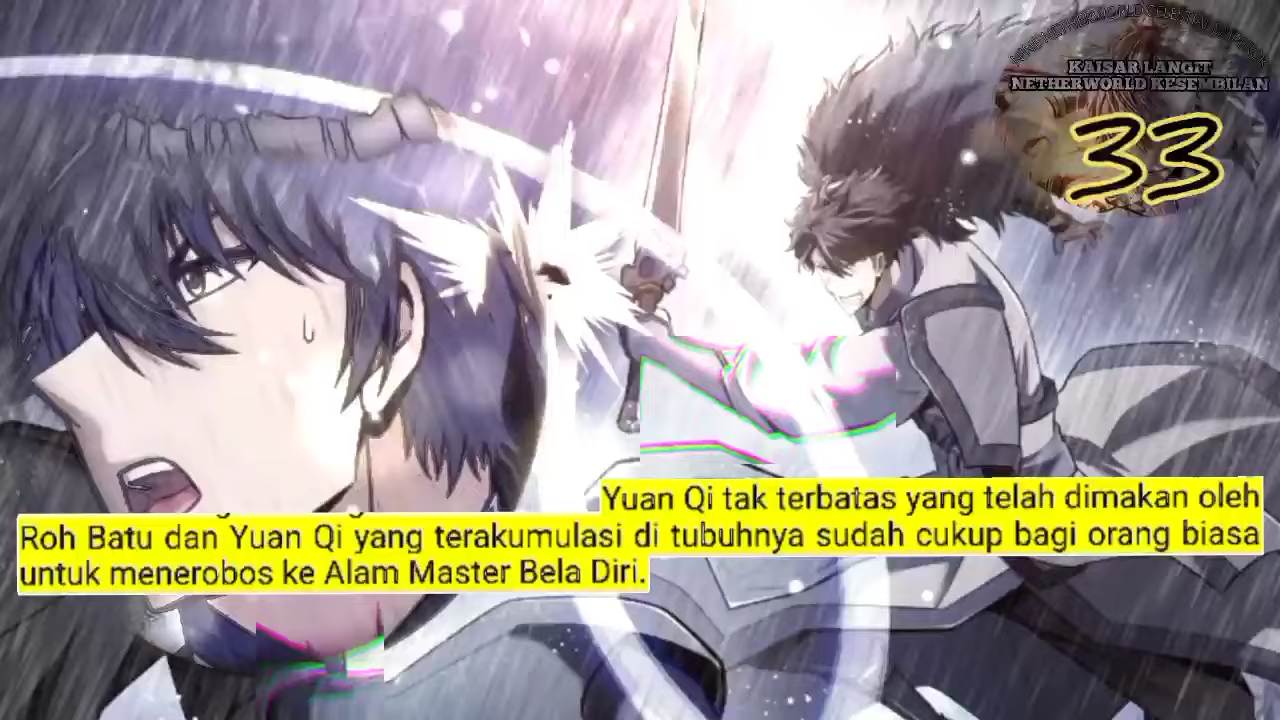 KAISAR LANGIT
NETHERWORLD KESEMBILAN
33
Yuan Qi tak terbatas yang telah dimakan oleh
Roh Batu dan Yuan Qi yang terakumulasi di tubuhnya sudah cukup bagi orang biasa
untuk menerobos ke Alam Master Bela Diri.